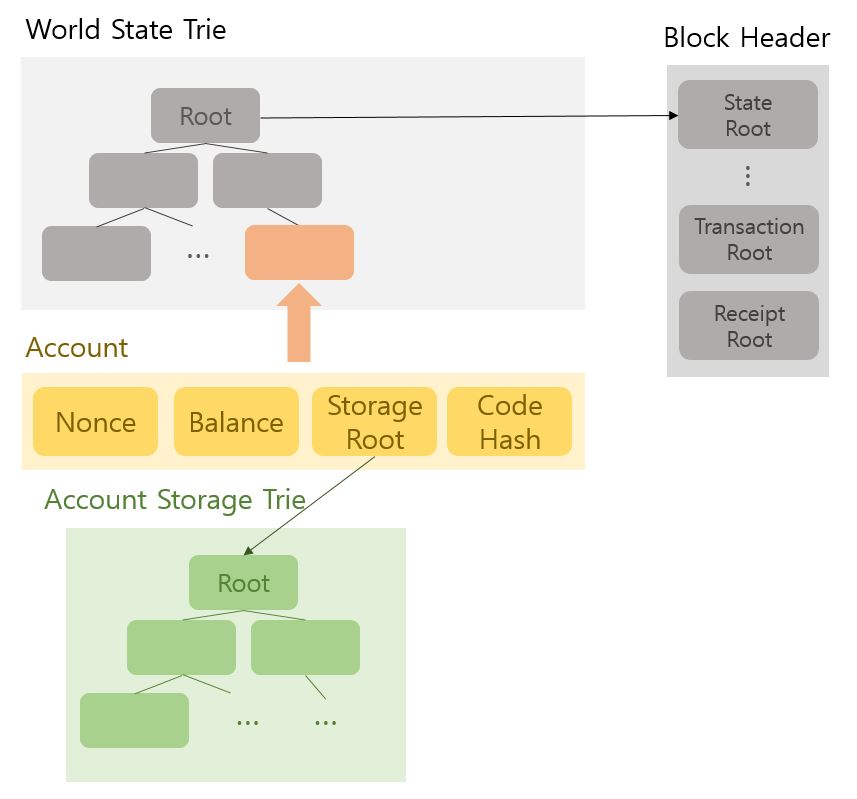 World State Trie
Block Header
Root
State
Root
⋮
Transaction
Root
Receipt
Root
...
Account
Nonce
Balance
Storage
Root
Code
Hash
Account Storage Trie
Root
...
...